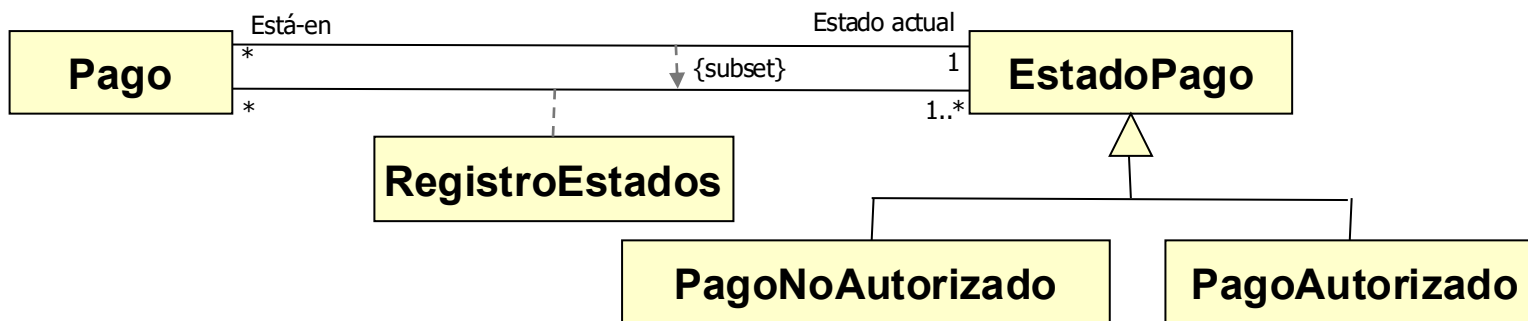 Está-en
Estado actual
Pago
*
1
EstadoPago
{subset}
*
1..*
RegistroEstados
PagoNoAutorizado
PagoAutorizado